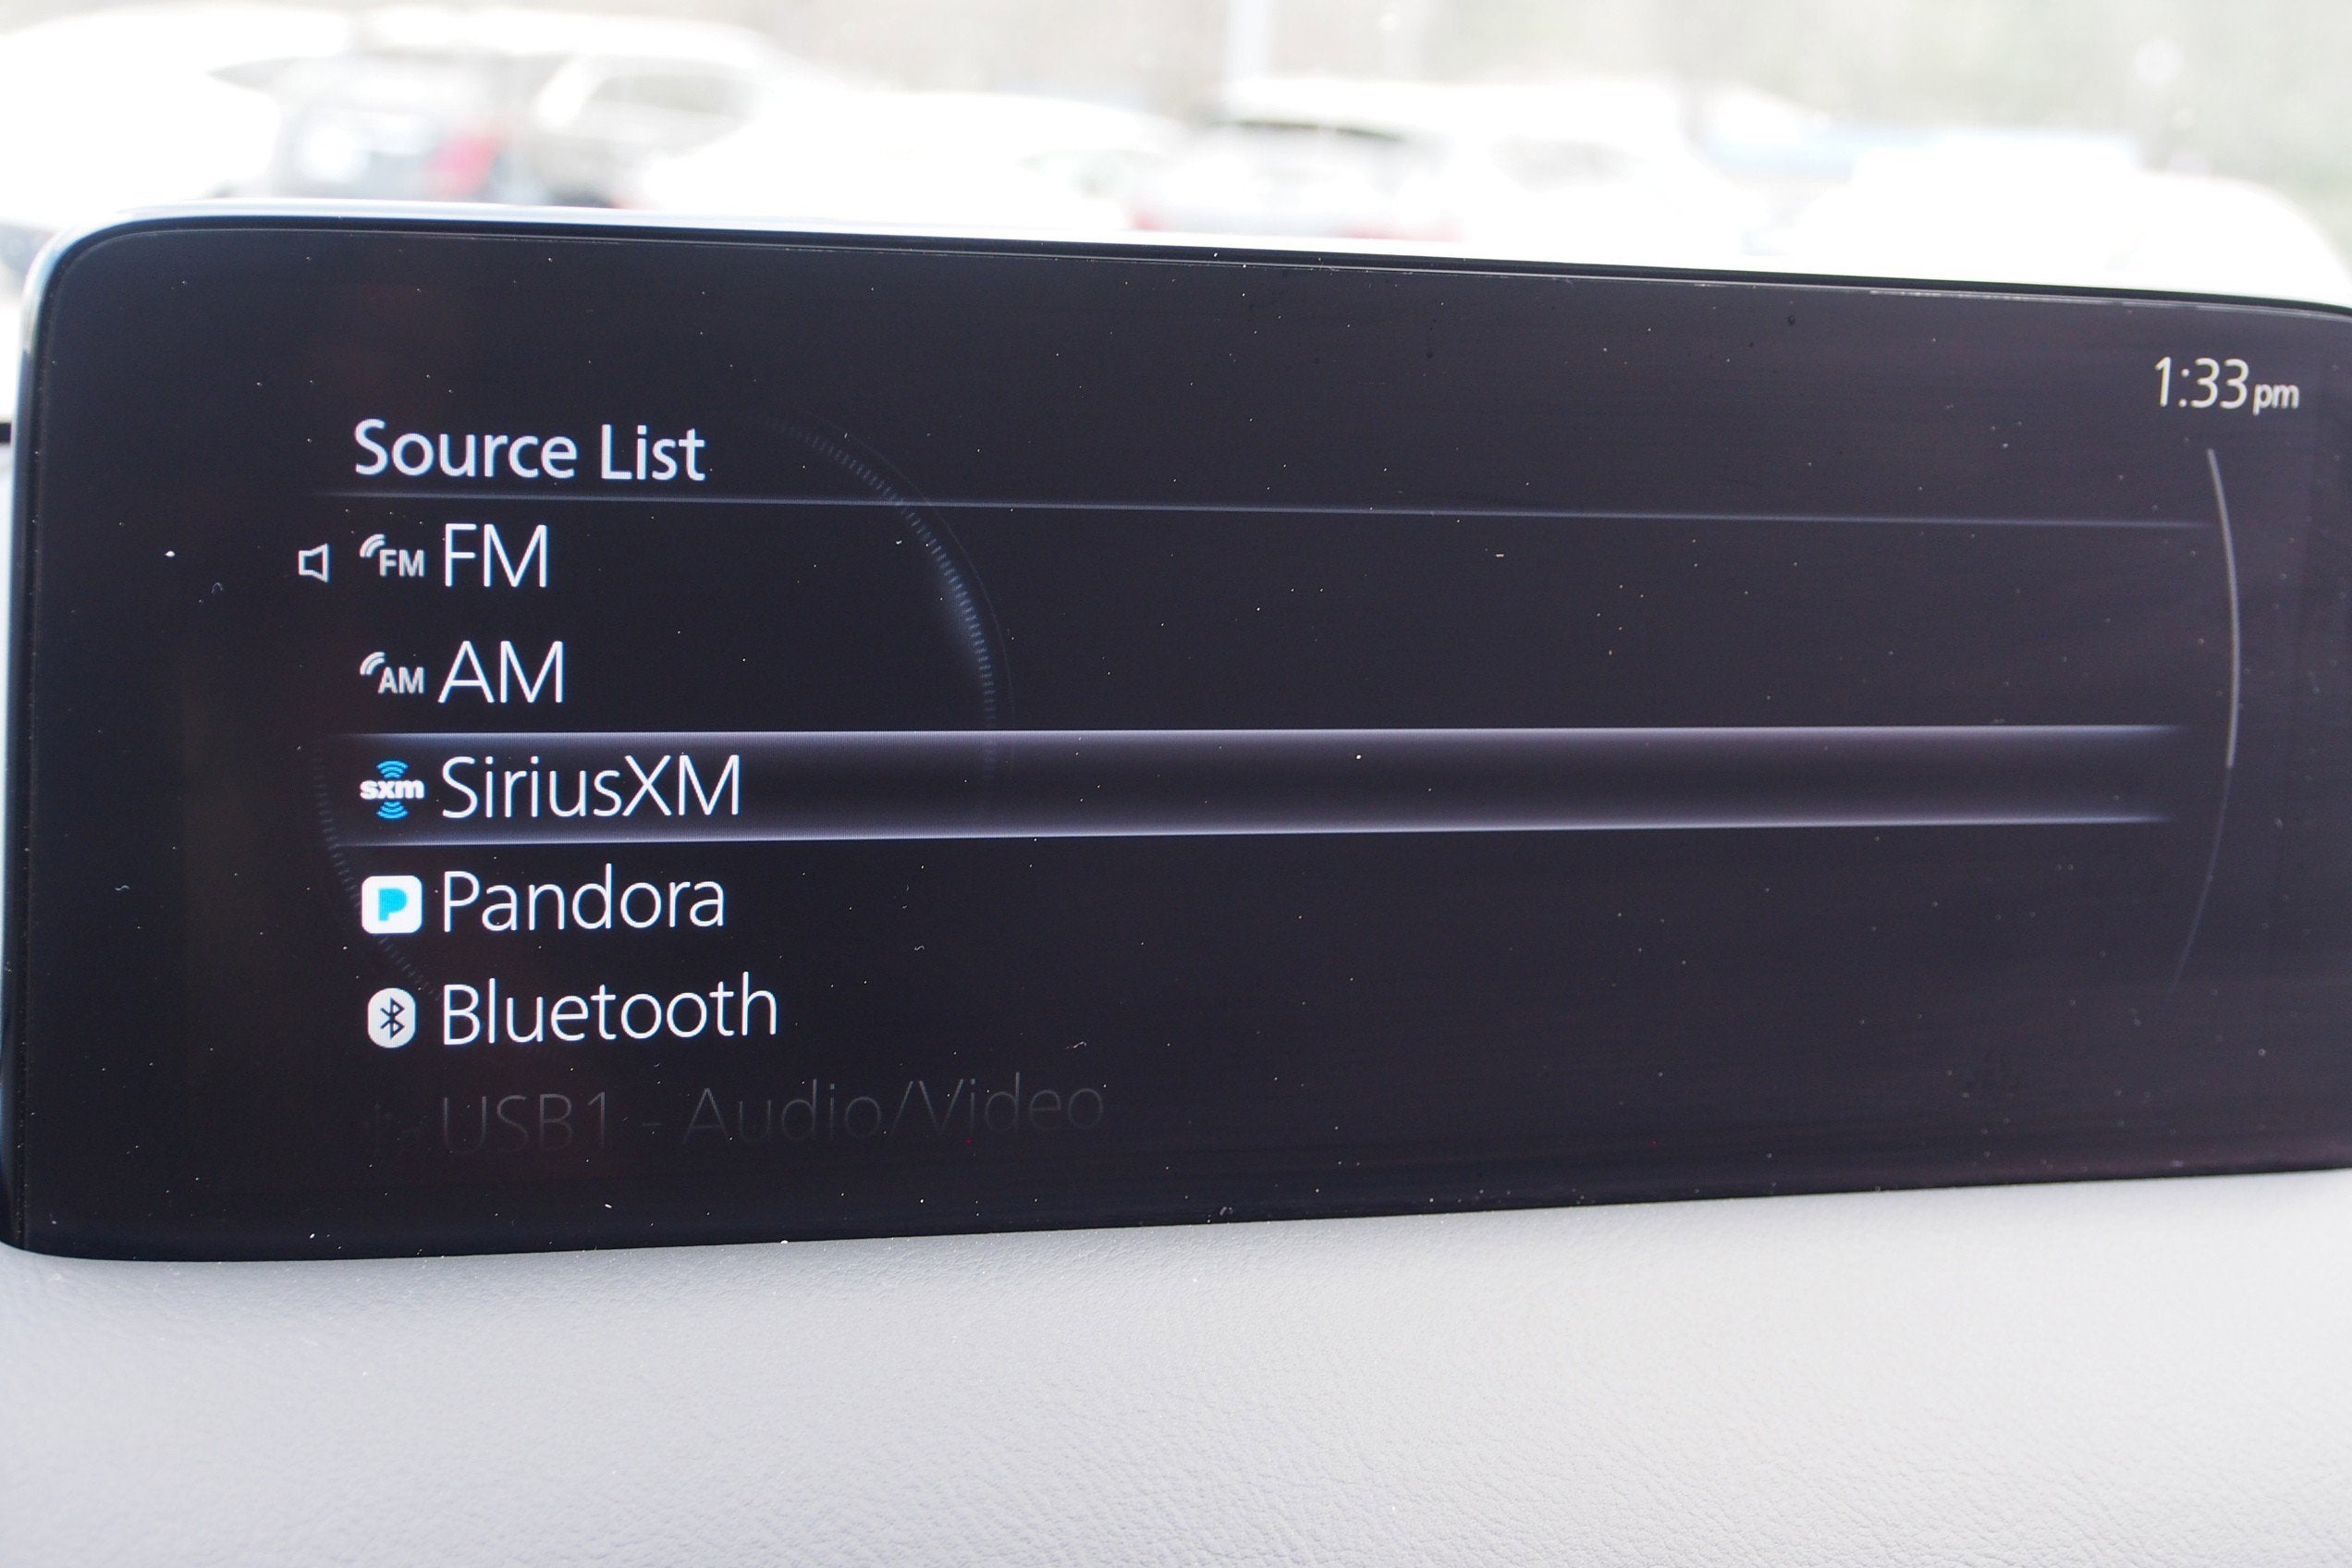 1:33pm
Source List
FM FM
AM AM
sxm SiriusXM
P Pandora
Bluetooth
USB1 - Audio/Video